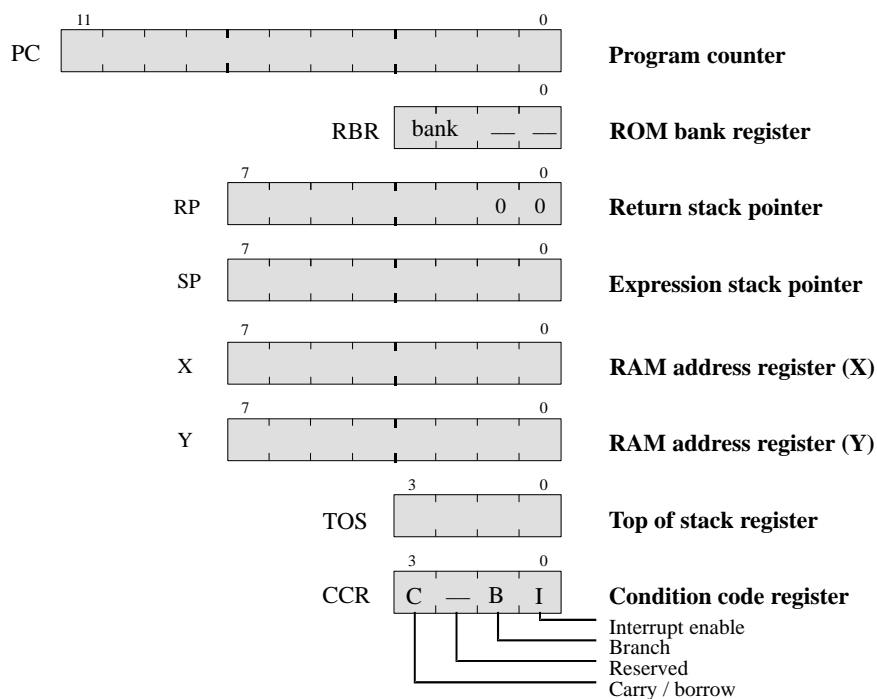 11 0
PC Program counter
0
RBR bank — — ROM bank register
7 0
RP 0 0 Return stack pointer
7 0
SP Expression stack pointer
7 0
X RAM address register (X)
7 0
Y RAM address register (Y)
3 0
TOS Top of stack register
3 0
CCR C — B I Condition code register
Interrupt enable
Branch
Reserved
Carry / borrow